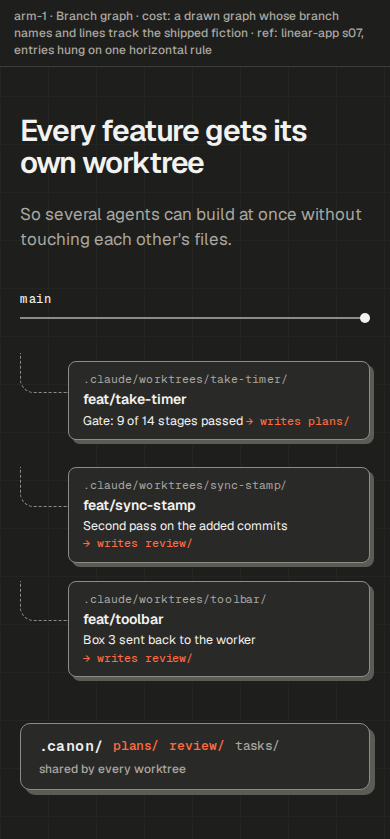 arm-1 · Branch graph · cost: a drawn graph whose branch
names and lines track the shipped fiction · ref: linear-app s07,
entries hung on one horizontal rule
Every feature gets its
own worktree
So several agents can build at once without
touching each other's files.
main
.claude/worktrees/take-timer/
feat/take-timer
Gate: 9 of 14 stages passed → writes plans/
.claude/worktrees/sync-stamp/
feat/sync-stamp
Second pass on the added commits
→ writes review/
.claude/worktrees/toolbar/
feat/toolbar
Box 3 sent back to the worker
→ writes review/
.canon/ plans/ review/ tasks/
shared by every worktree